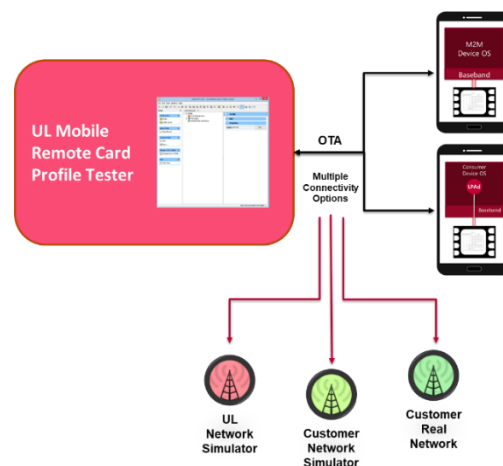 UL Mobile
Remote Card
Profile Tester
OTA
Multiple
Connectivity
Options
M2M
Device OS
Baseband
Consumer
Device OS
LPAd
Baseband
UL
Network
Simulator
Customer
Network
Simulator
Customer
Real
Network